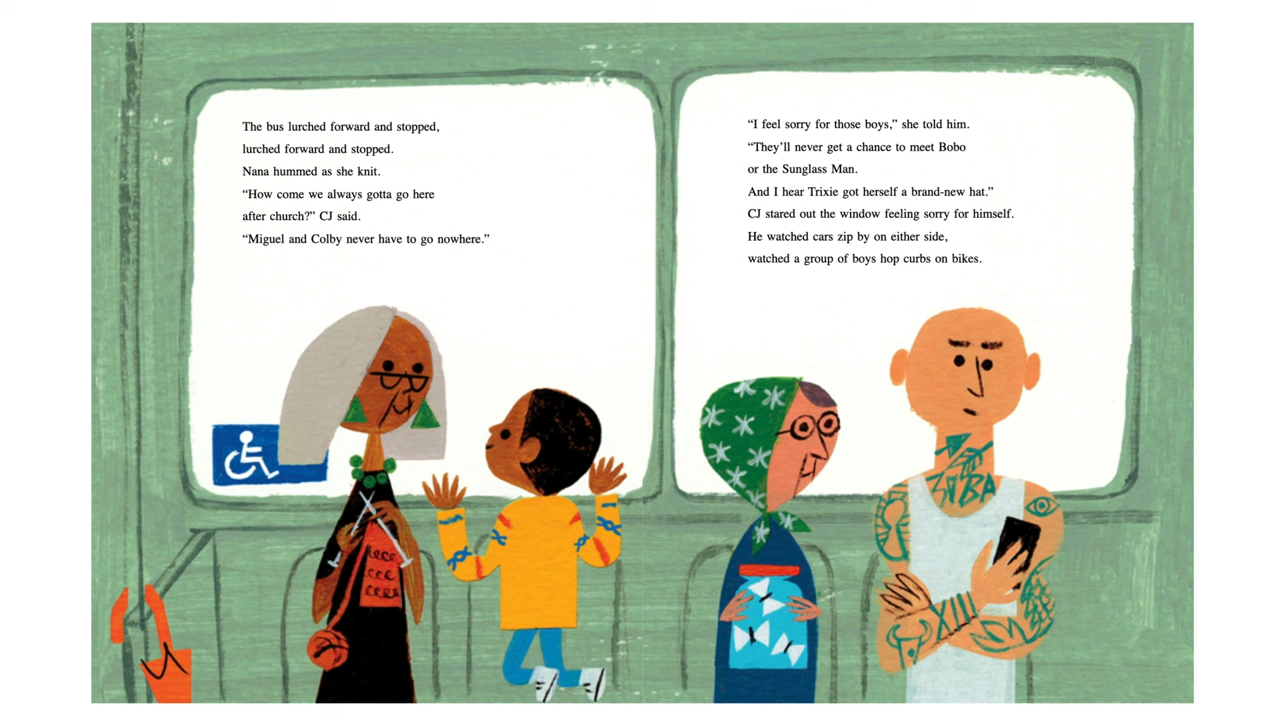 The bus lurched forward and stopped,
lurched forward and stopped.
Nana hummed as she knit.
“How come we always gotta go here
after church?” CJ said.
“Miguel and Colby never have to go nowhere.”
“I feel sorry for those boys,” she told him.
“They’ll never get a chance to meet Bobo
or the Sunglass Man.
And I hear Trixie got herself a brand-new hat.”
CJ stared out the window feeling sorry for himself.
He watched cars zip by on either side,
watched a group of boys hop curbs on bikes.
XIII